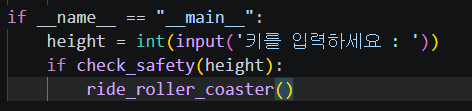 if __name__ == "__main__":
    height = int(input('키를 입력하세요 : '))
    if check_safety(height):
        ride_roller_coaster()